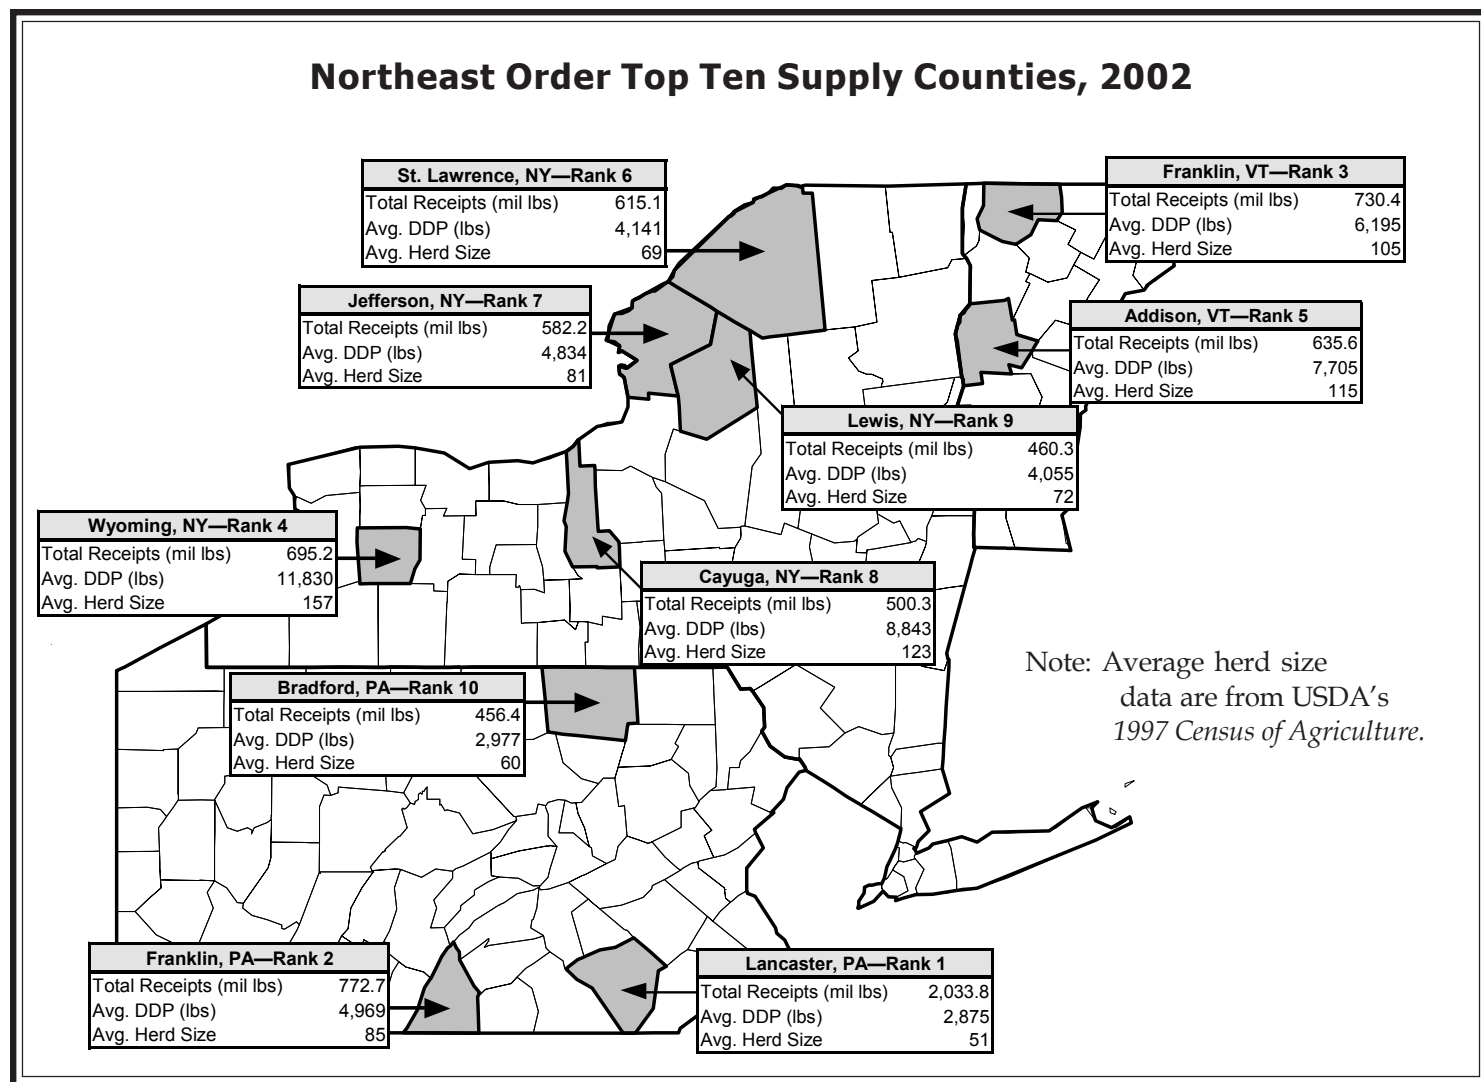 Northeast Order Top Ten Supply Counties, 2002
St. Lawrence, NY—Rank 6
Total Receipts (mil lbs) 615.1
Avg. DDP (lbs) 4,141
Avg. Herd Size 69
Franklin, VT—Rank 3
Total Receipts (mil lbs) 730.4
Avg. DDP (lbs) 6,195
Avg. Herd Size 105
Jefferson, NY—Rank 7
Total Receipts (mil lbs) 582.2
Avg. DDP (lbs) 4,834
Avg. Herd Size 81
Addison, VT—Rank 5
Total Receipts (mil lbs) 635.6
Avg. DDP (lbs) 7,705
Avg. Herd Size 115
Lewis, NY—Rank 9
Total Receipts (mil lbs) 460.3
Avg. DDP (lbs) 4,055
Avg. Herd Size 72
Wyoming, NY—Rank 4
Total Receipts (mil lbs) 695.2
Avg. DDP (lbs) 11,830
Avg. Herd Size 157
Cayuga, NY—Rank 8
Total Receipts (mil lbs) 500.3
Avg. DDP (lbs) 8,843
Avg. Herd Size 123
Note: Average herd size
data are from USDA's
1997 Census of Agriculture.
Bradford, PA—Rank 10
Total Receipts (mil lbs) 456.4
Avg. DDP (lbs) 2,977
Avg. Herd Size 60
Franklin, PA—Rank 2
Total Receipts (mil lbs) 772.7
Avg. DDP (lbs) 4,969
Avg. Herd Size 85
Lancaster, PA—Rank 1
Total Receipts (mil lbs) 2,033.8
Avg. DDP (lbs) 2,875
Avg. Herd Size 51